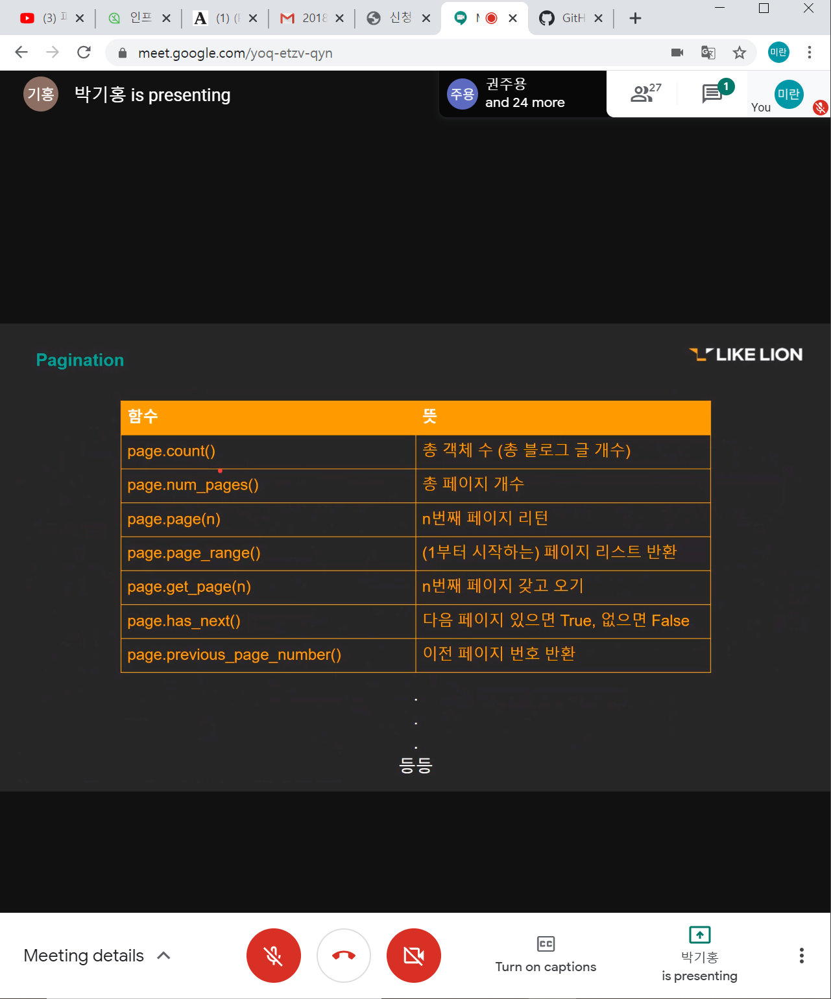 (3)
인프
A (1)
2018
신청
GitH
meet.google.com/yoq-etzv-qyn
미란
기홍 박기홍 is presenting
주용 권주용
and 24 more
27
1
You 미란
Pagination
LIKE LION
함수 뜻
page.count() 총 객체 수 (총 블로그 글 개수)
page.num_pages() 총 페이지 개수
page.page(n) n번째 페이지 리턴
page.page_range() (1부터 시작하는) 페이지 리스트 반환
page.get_page(n) n번째 페이지 갖고 오기
page.has_next() 다음 페이지 있으면 True, 없으면 False
page.previous_page_number() 이전 페이지 번호 반환
.
.
.
등등
Meeting details
CC
Turn on captions
박기홍
is presenting